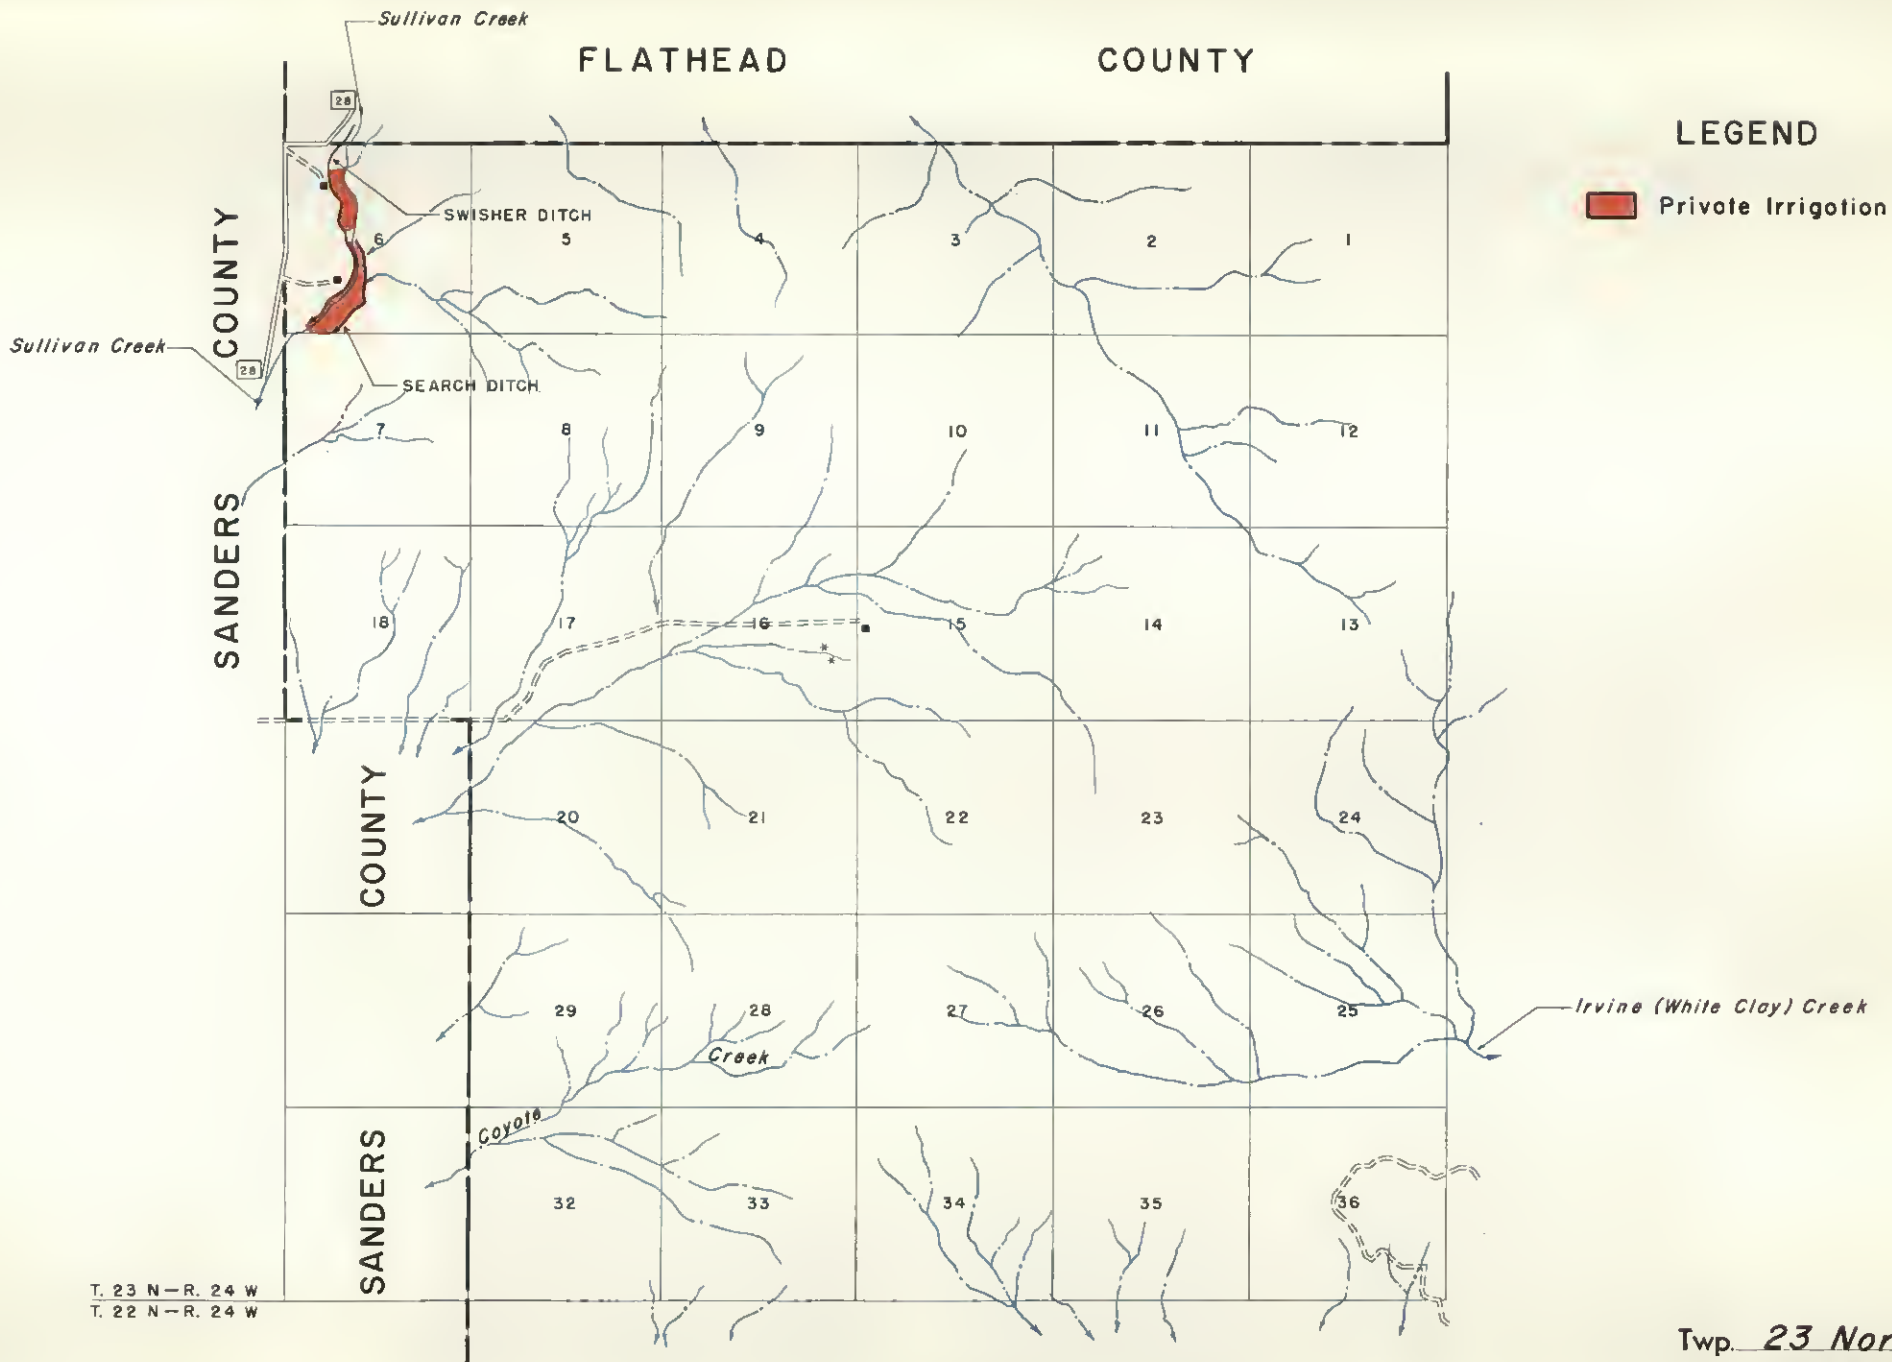 Sullivan Creek
FLATHEAD COUNTY
28
LEGEND
Private Irrigation
SWISHER DITCH
6 5 4 3 2 1
COUNTY
Sullivan Creek
28
SEARCH DITCH
7 8 9 10 11 12
SANDERS
18 17 16 15 14 13
COUNTY
20 21 22 23 24
29 28 27 26 25
Irvine (White Clay) Creek
Creek
Coyote
SANDERS
32 33 34 35 36
T. 23 N–R. 24 W
T. 22 N–R. 24 W
Twp. 23 Nor